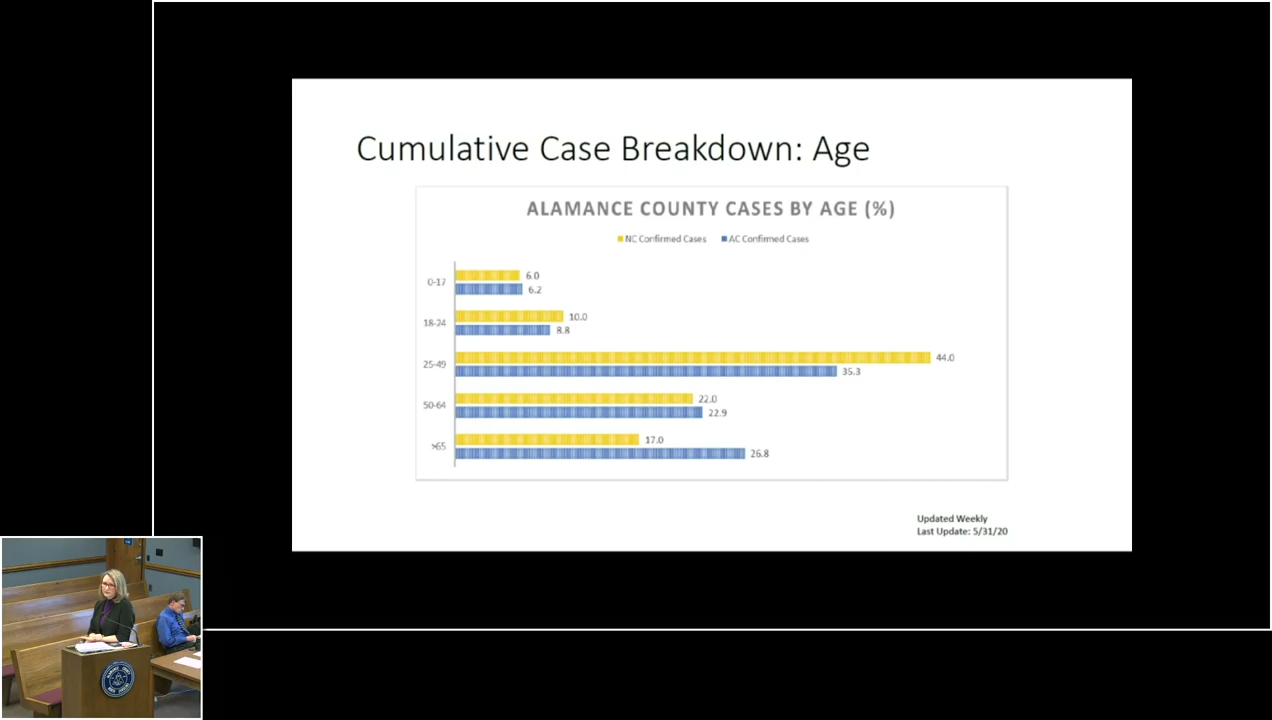 Cumulative Case Breakdown: Age
ALAMANCE COUNTY CASES BY AGE (%)
NC Confirmed Cases AC Confirmed Cases
0-17 6.0
6.2
18-24 10.0
8.8
25-49 44.0
35.3
50-64 22.0
22.9
>65 17.0
26.8
Updated Weekly
Last Update: 5/31/20